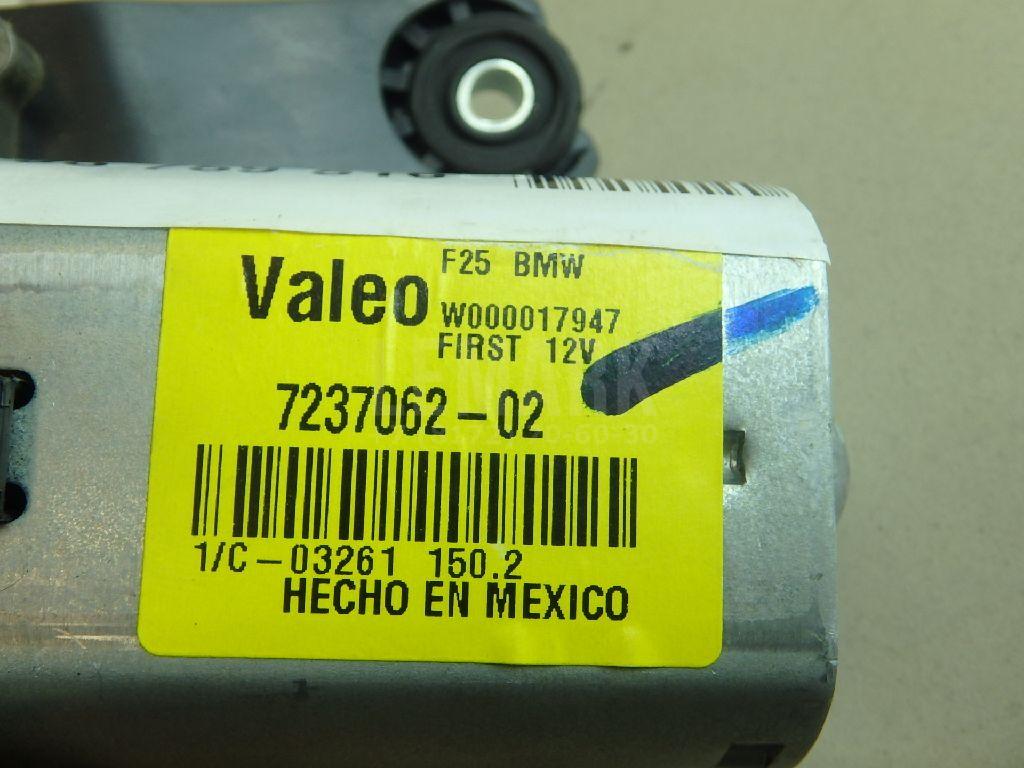 Valeo
F25 BMW
W000017947
FIRST 12V
7237062-02
1/C-03261 150.2
HECHO EN MEXICO